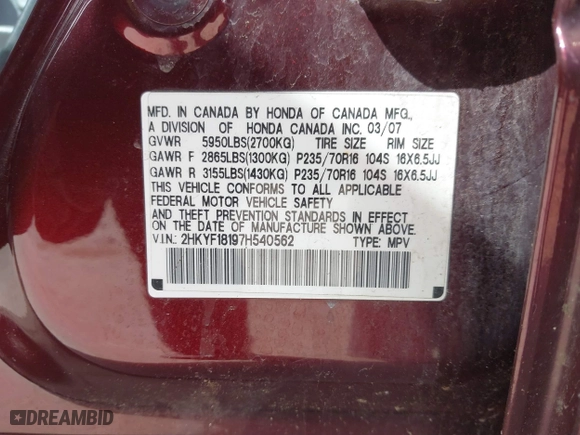 MFD. IN CANADA BY HONDA OF CANADA MFG.,
A DIVISION OF HONDA CANADA INC. 03/07
GVWR 5950LBS(2700KG) TIRE SIZE RIM SIZE
GAWR F 2865LBS(1300KG) P235/70R16 104S 16X6.5JJ
GAWR R 3155LBS(1430KG) P235/70R16 104S 16X6.5JJ
THIS VEHICLE CONFORMS TO ALL APPLICABLE
FEDERAL MOTOR VEHICLE SAFETY
AND THEFT PREVENTION STANDARDS IN EFFECT
ON THE DATE OF MANUFACTURE SHOWN ABOVE.
V.I.N.: 2HKYF18197H540562 TYPE: MPV
DREAMBID